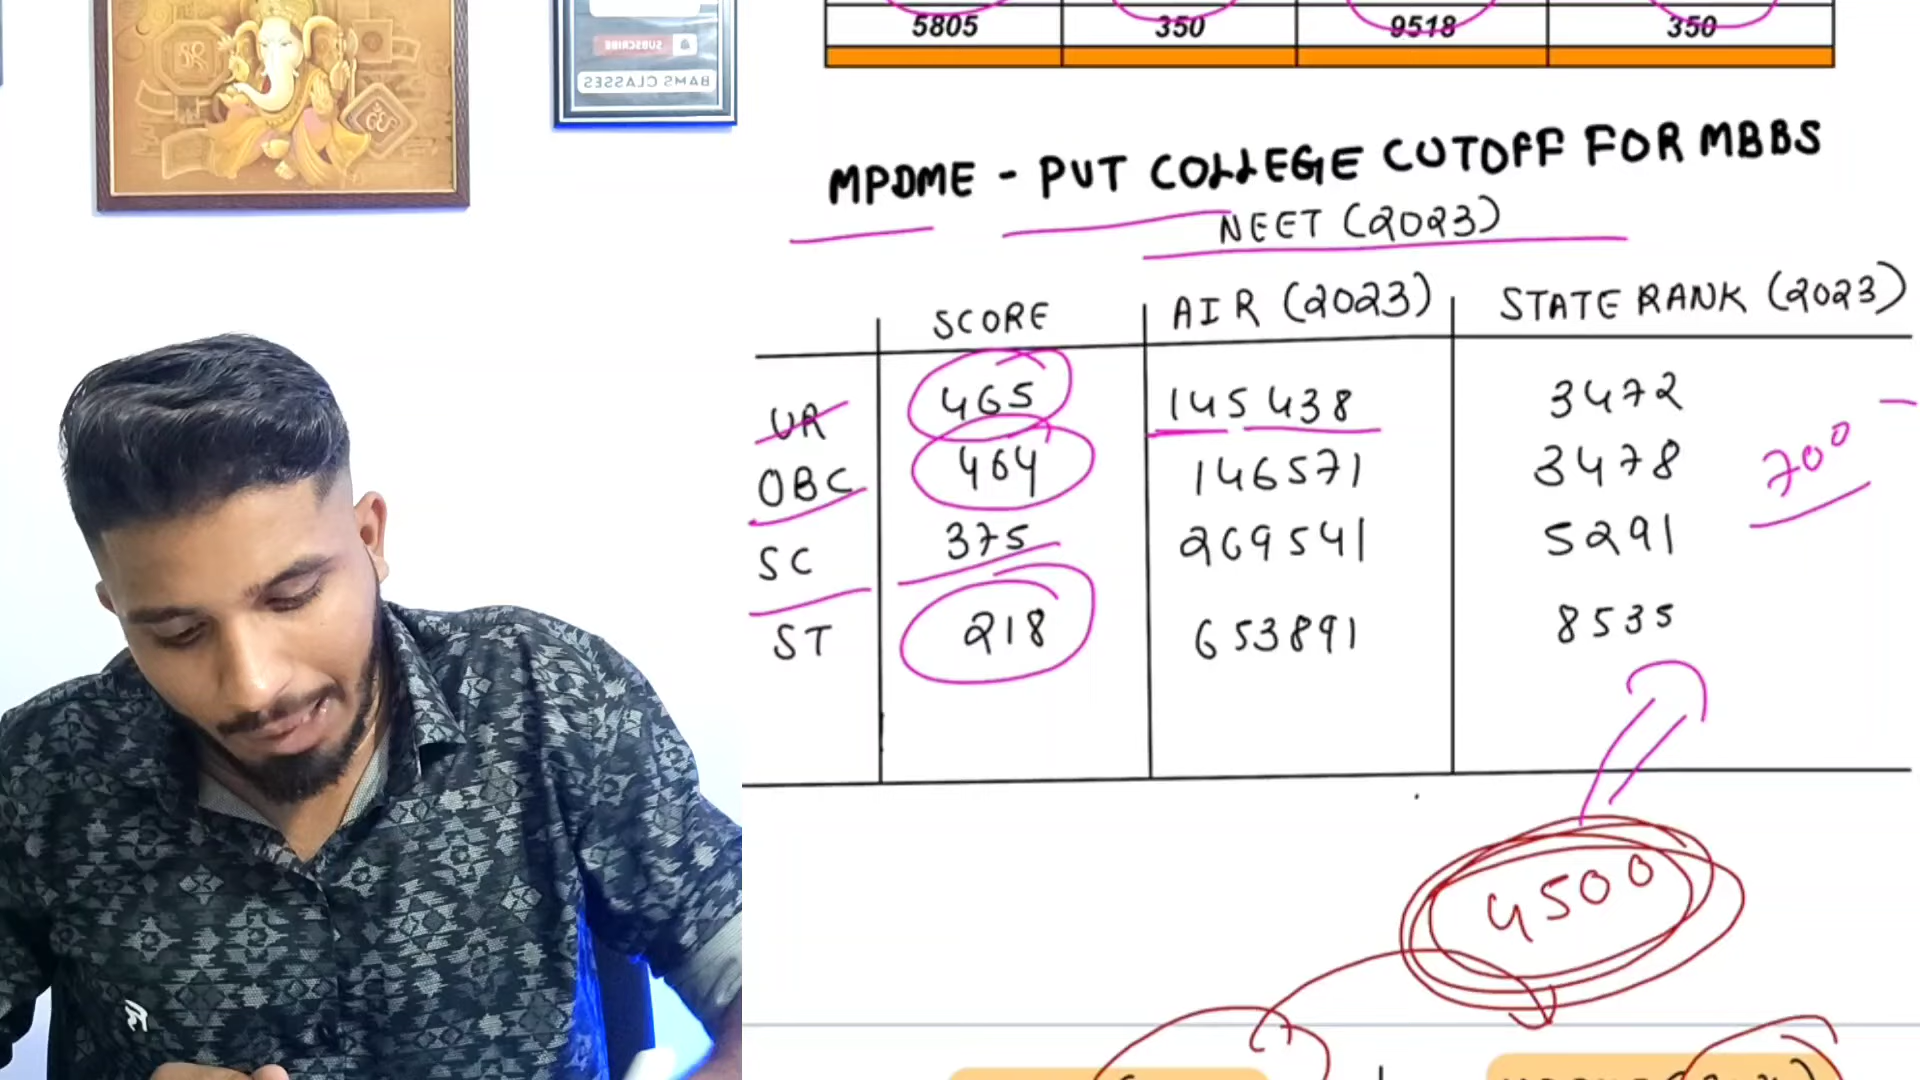 5805 350 9518 350
SUBSCRIBE
BAMS CLASSES
MPDME - PVT COLLEGE CUTOFF FOR MBBS
NEET (2023)
SCORE AIR (2023) STATE RANK (2023)
UR 465 145438 3472
OBC 464 146571 3478
700
SC 375 269541 5291
ST 218 653891 8535
4500